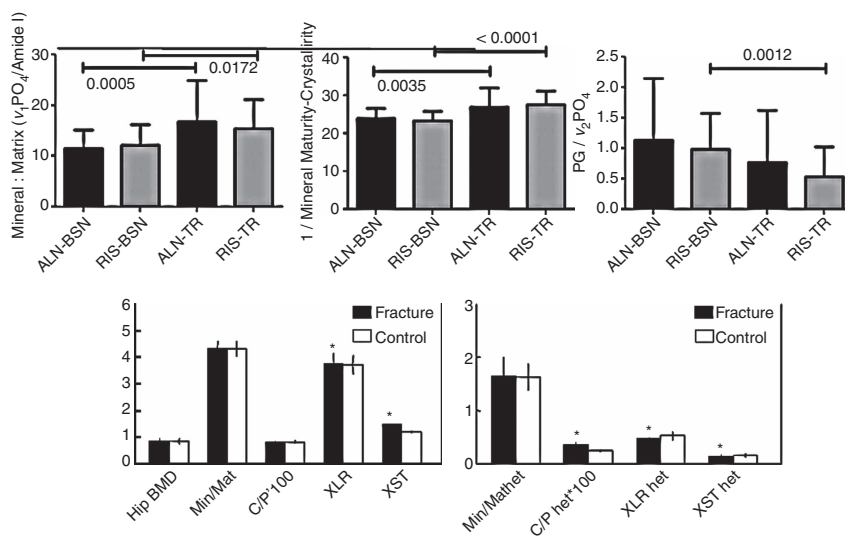 Mineral : Matrix (ν₁PO₄/Amide I)
30
20
10
0
0.0005
0.0172
ALN-BSN
RIS-BSN
ALN-TR
RIS-TR
1 / Mineral Maturity-Crystallirity
40
30
20
10
0
0.0035
< 0.0001
ALN-BSN
RIS-BSN
ALN-TR
RIS-TR
PG / ν₂PO₄
2.5
2.0
1.5
1.0
0.5
0.0
0.0012
ALN-BSN
RIS-BSN
ALN-TR
RIS-TR
6
5
4
3
2
1
0
Fracture
Control
*
*
Hip BMD
Min/Mat
C/P'100
XLR
XST
3
2
1
0
Fracture
Control
*
*
*
Min/Mathet
C/P het*100
XLR het
XST het